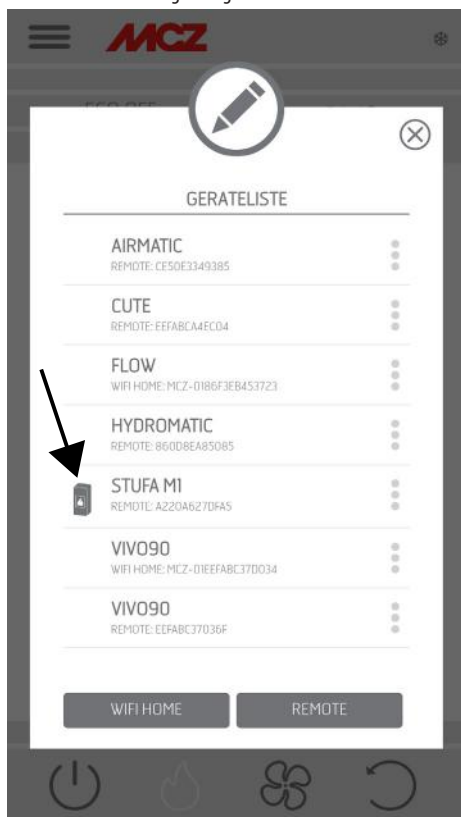 MCZ
GERATELISTE
AIRMATIC
REMOTE: CE50E3349385
CUTE
REMOTE: EEFABCA4EC04
FLOW
WIFI HOME: MCZ-0186F3EB453723
HYDROMATIC
REMOTE: 860D8EA85085
STUFA M1
REMOTE: A220A627DFA5
VIVO90
WIFI HOME: MCZ-01EEFABC37D034
VIVO90
REMOTE: EEFABC37036F
WIFI HOME
REMOTE